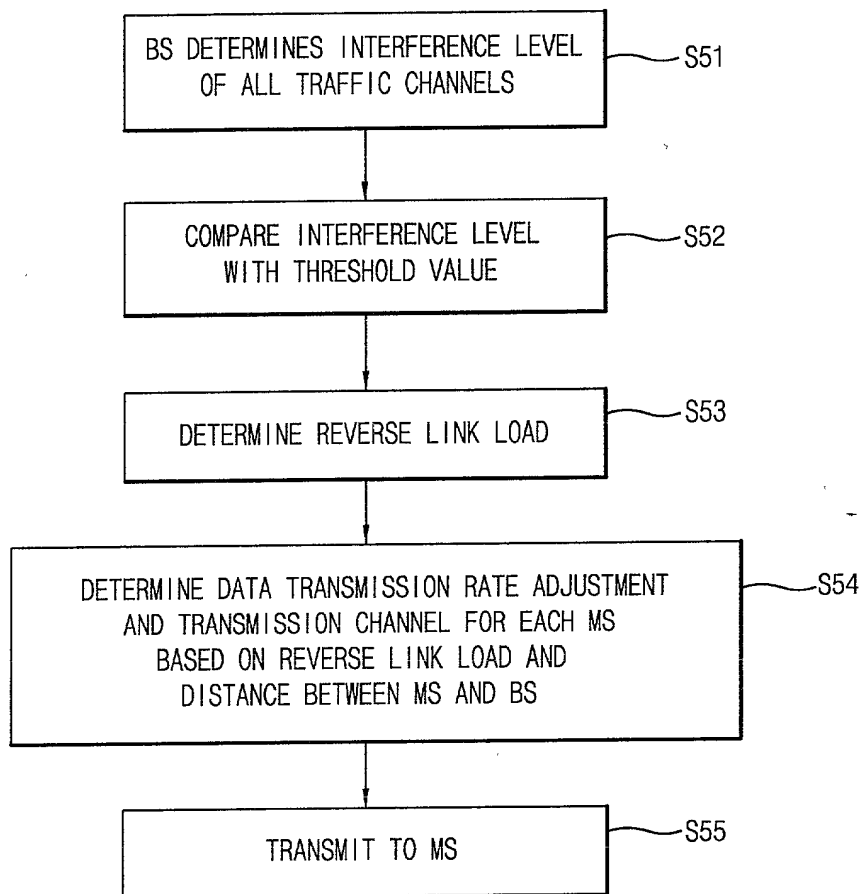 BS DETERMINES INTERFERENCE LEVEL
OF ALL TRAFFIC CHANNELS
S51
COMPARE INTERFERENCE LEVEL
WITH THRESHOLD VALUE
S52
DETERMINE REVERSE LINK LOAD
S53
DETERMINE DATA TRANSMISSION RATE ADJUSTMENT
AND TRANSMISSION CHANNEL FOR EACH MS
BASED ON REVERSE LINK LOAD AND
DISTANCE BETWEEN MS AND BS
S54
TRANSMIT TO MS
S55